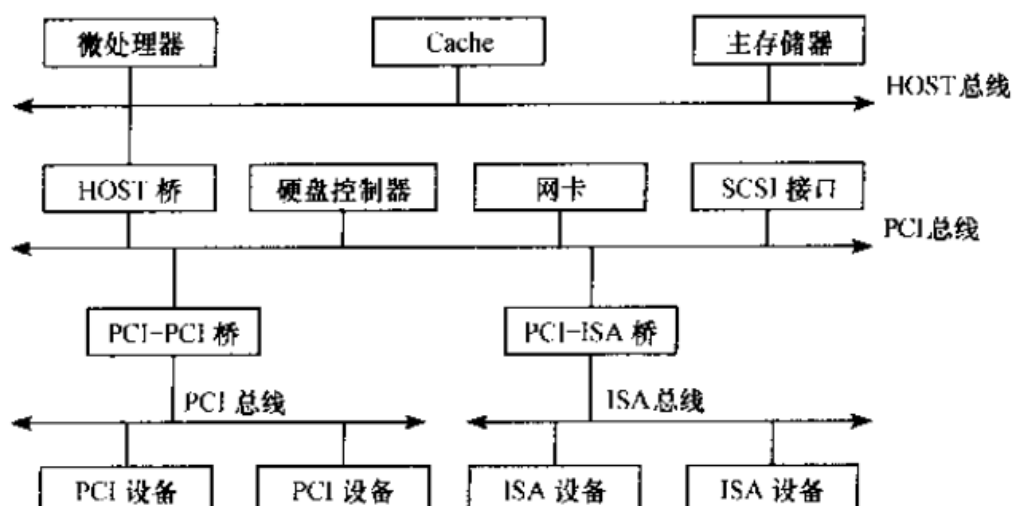 微处理器 Cache 主存储器
HOST总线
HOST 桥 硬盘控制器 网卡 SCSI 接口
PCI总线
PCI-PCI 桥 PCI-ISA 桥
PCI 总线 ISA总线
PCI 设备 PCI 设备 ISA 设备 ISA 设备